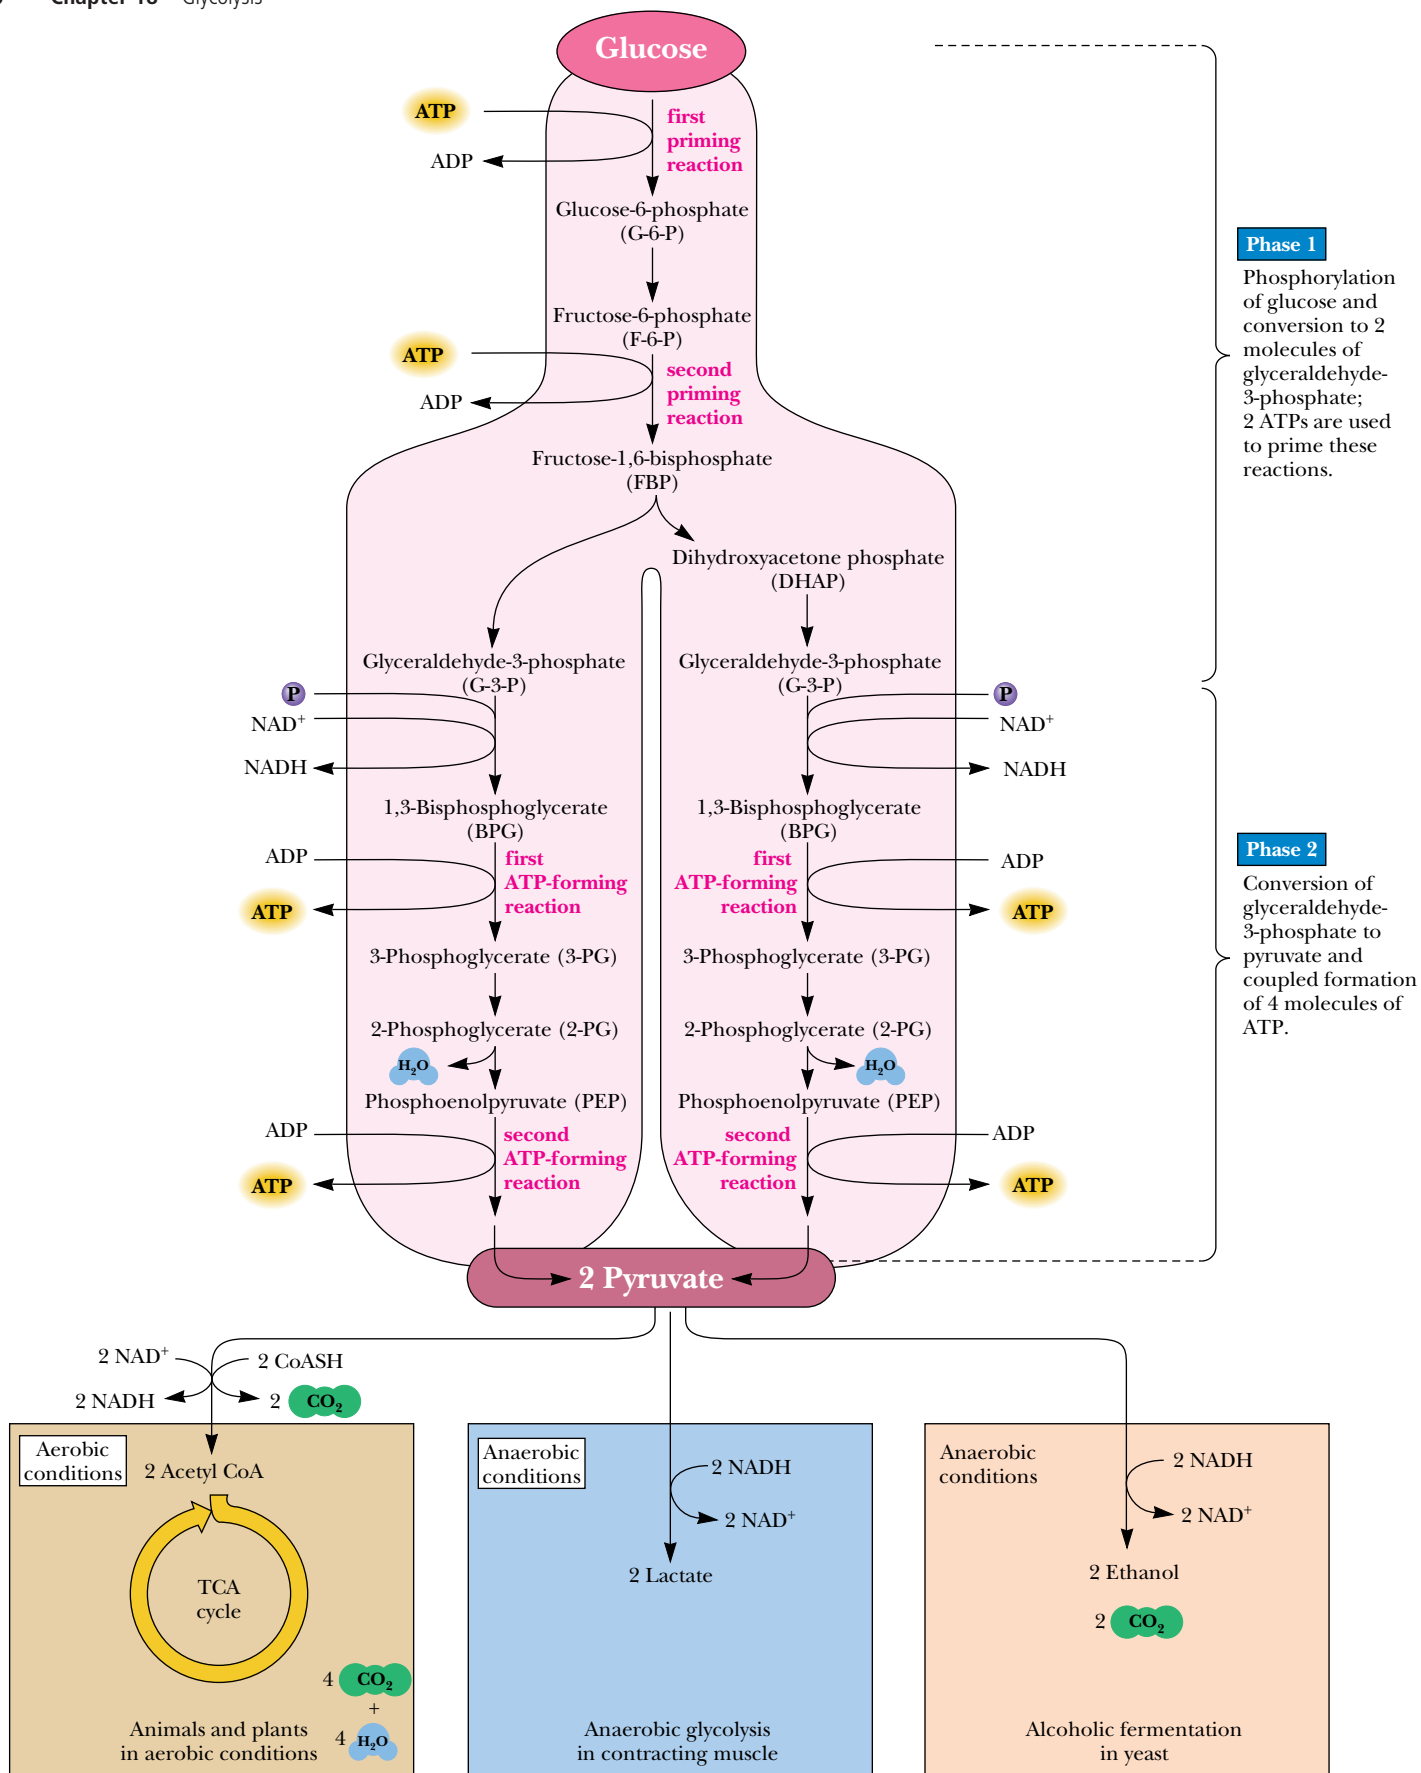 Chapter 18 Glycolysis
Glucose
ATP
first
priming
reaction
ADP
Glucose-6-phosphate
(G-6-P)
Fructose-6-phosphate
(F-6-P)
ATP
second
priming
reaction
ADP
Fructose-1,6-bisphosphate
(FBP)
Dihydroxyacetone phosphate
(DHAP)
Phase 1
Phosphorylation
of glucose and
conversion to 2
molecules of
glyceraldehyde-
3-phosphate;
2 ATPs are used
to prime these
reactions.
Glyceraldehyde-3-phosphate
(G-3-P)
P
NAD⁺
NADH
1,3-Bisphosphoglycerate
(BPG)
ADP
first
ATP-forming
reaction
ATP
3-Phosphoglycerate (3-PG)
2-Phosphoglycerate (2-PG)
H₂O
Phosphoenolpyruvate (PEP)
ADP
second
ATP-forming
reaction
ATP
Glyceraldehyde-3-phosphate
(G-3-P)
P
NAD⁺
NADH
1,3-Bisphosphoglycerate
(BPG)
first
ATP-forming
reaction
ADP
ATP
3-Phosphoglycerate (3-PG)
2-Phosphoglycerate (2-PG)
H₂O
Phosphoenolpyruvate (PEP)
second
ATP-forming
reaction
ADP
ATP
Phase 2
Conversion of
glyceraldehyde-
3-phosphate to
pyruvate and
coupled formation
of 4 molecules of
ATP.
2 Pyruvate
2 NAD⁺
2 CoASH
2 NADH
2 CO₂
Aerobic
conditions
2 Acetyl CoA
TCA
cycle
4 CO₂
+
4 H₂O
Animals and plants
in aerobic conditions
Anaerobic
conditions
2 NADH
2 NAD⁺
2 Lactate
Anaerobic glycolysis
in contracting muscle
Anaerobic
conditions
2 NADH
2 NAD⁺
2 Ethanol
2 CO₂
Alcoholic fermentation
in yeast